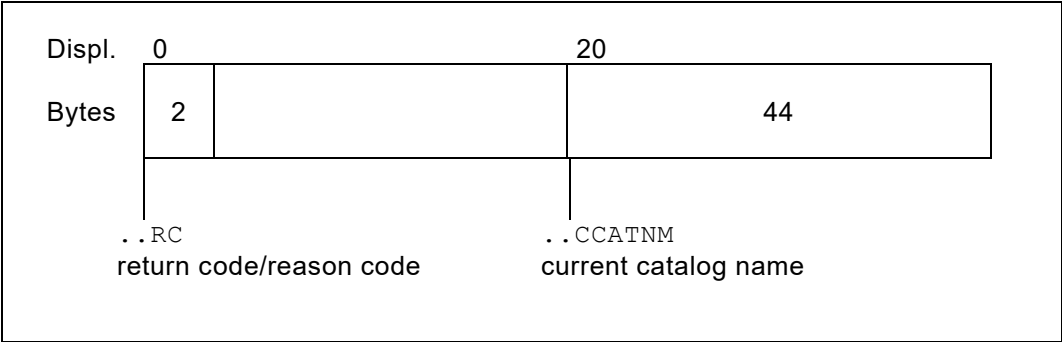 Displ. 0 20
Bytes 2 44
..RC ..CCATNM
return code/reason code current catalog name